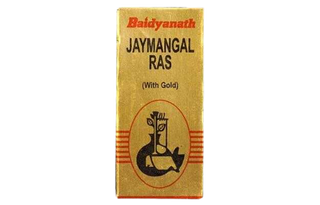 Baidyanath
JAYMANGAL
RAS
(With Gold)